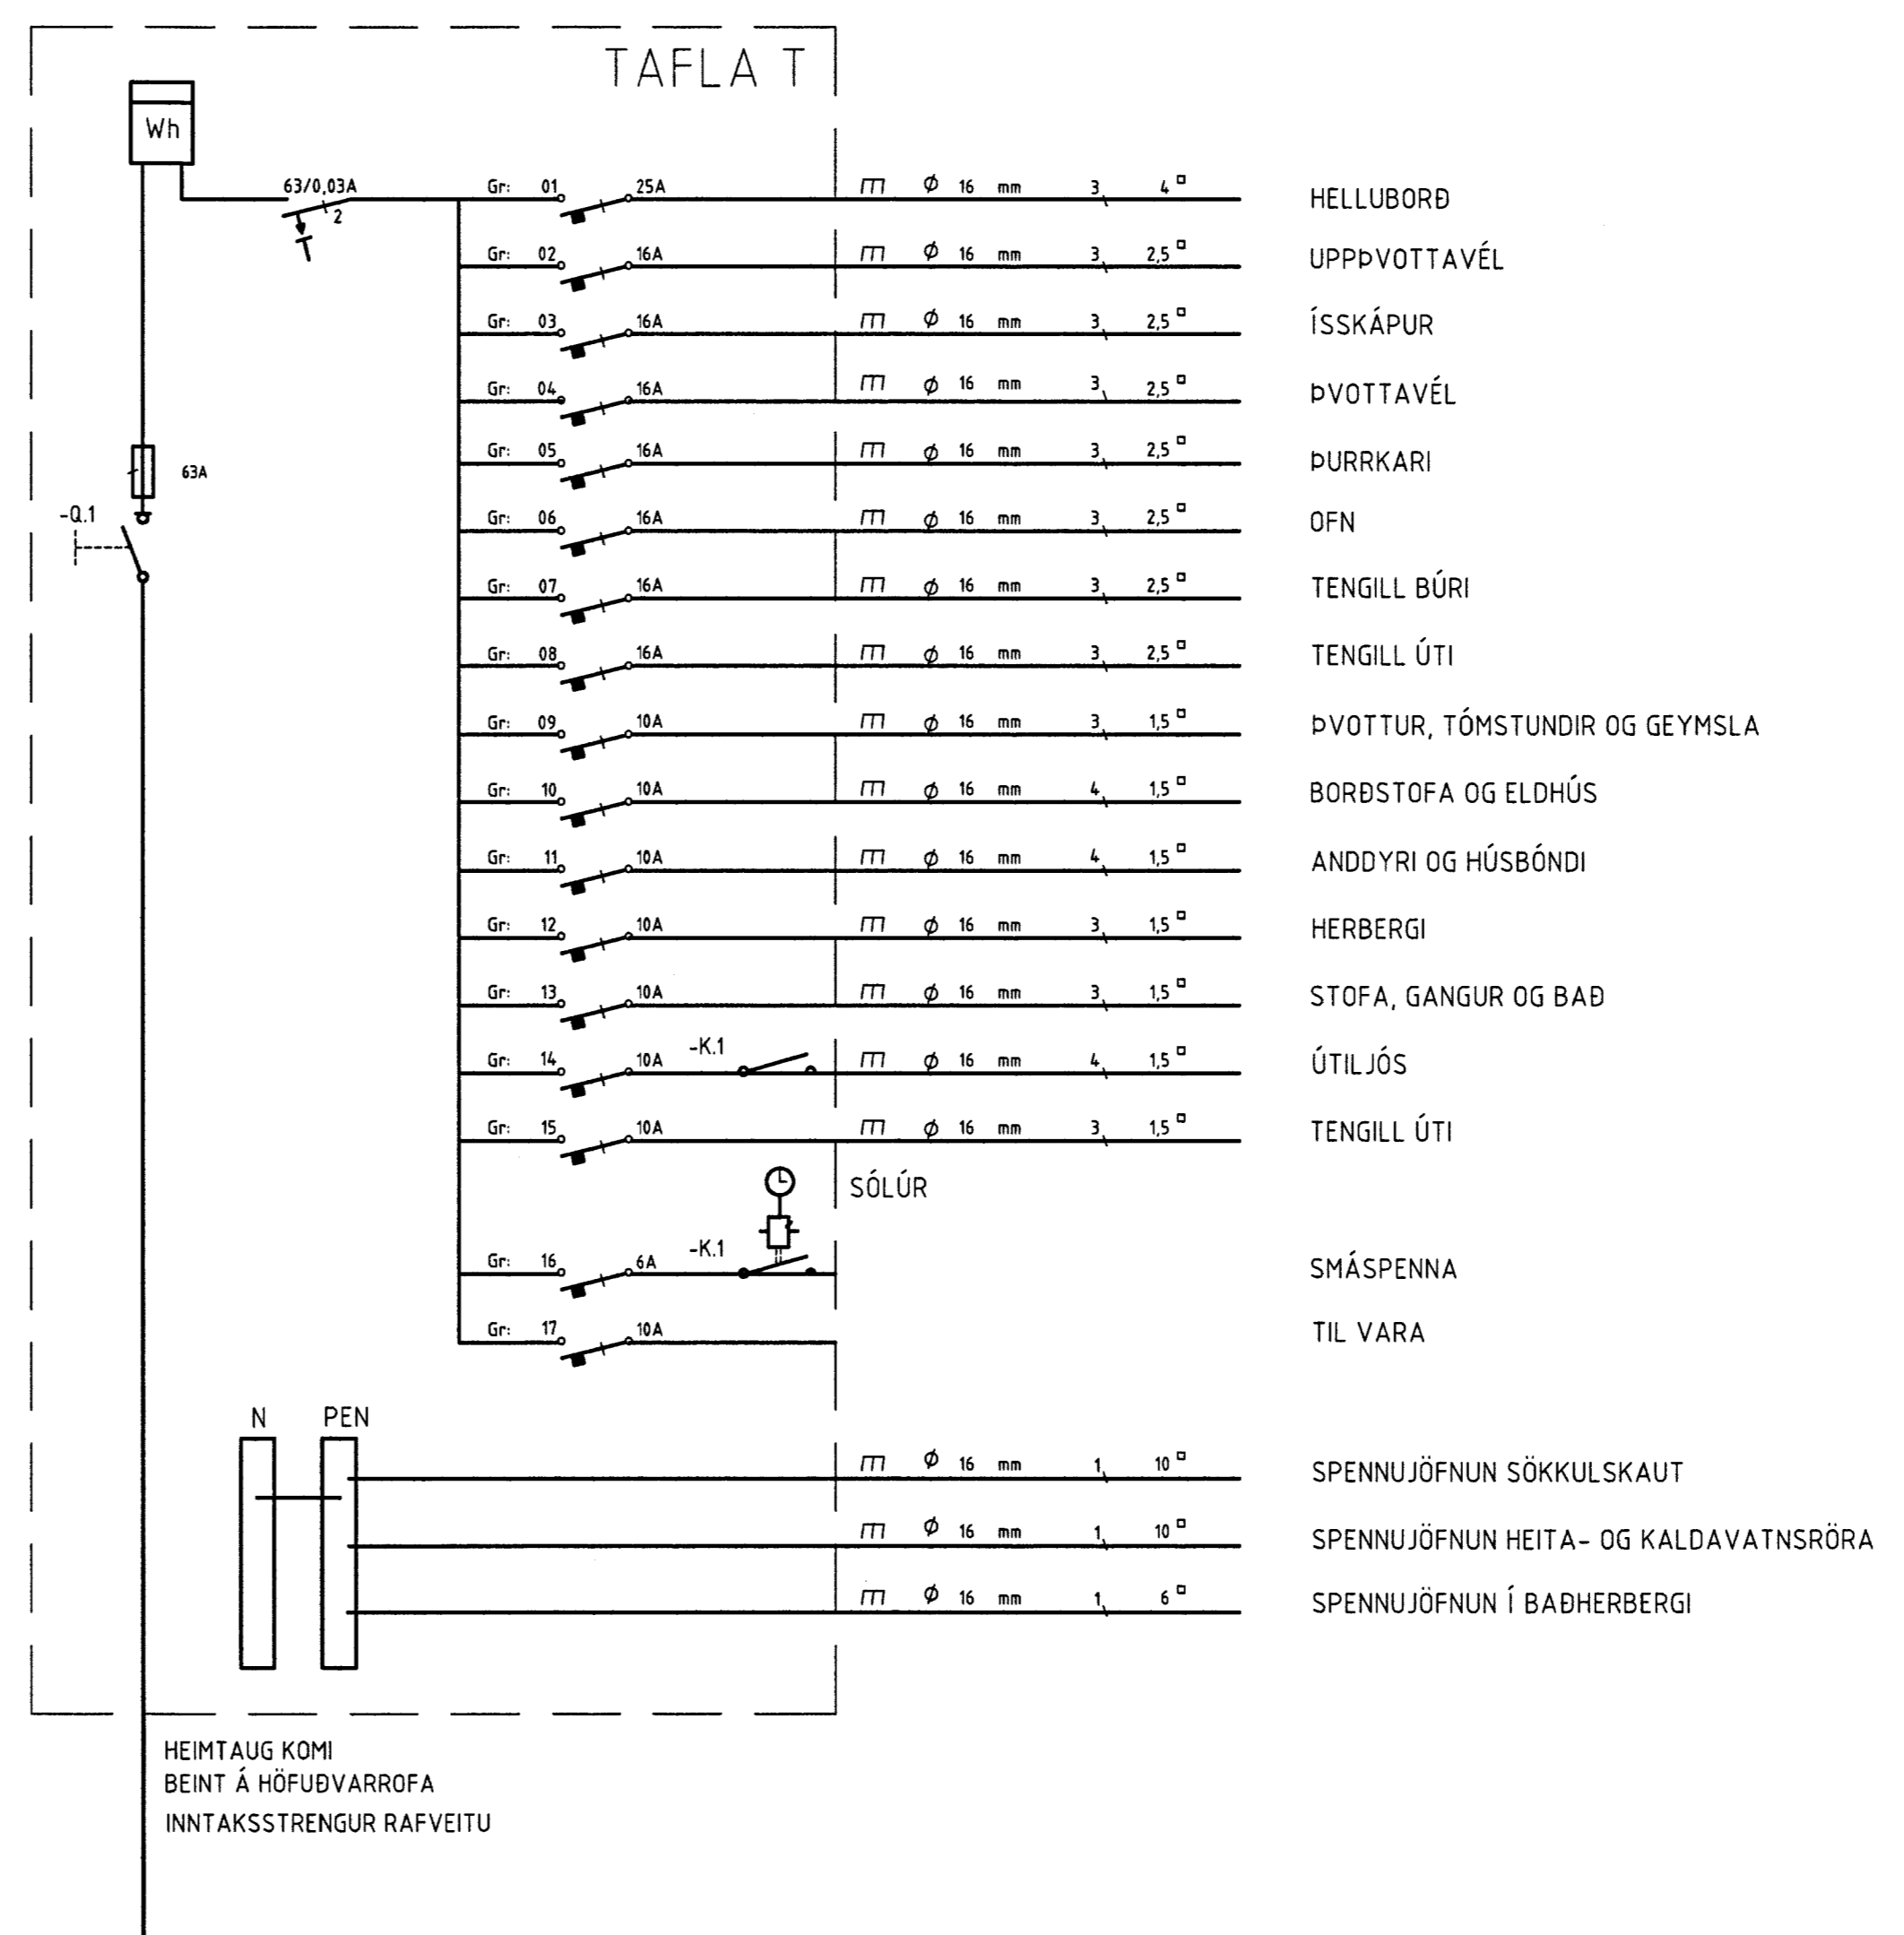 TAFLA T
Wh
63/0,03A
2
Gr: 01 25A ϕ 16 mm 3 4 □ HELLUBORÐ
Gr: 02 16A ϕ 16 mm 3 2,5 □ UPPÞVOTTAVÉL
Gr: 03 16A ϕ 16 mm 3 2,5 □ ÍSSKÁPUR
Gr: 04 16A ϕ 16 mm 3 2,5 □ ÞVOTTAVÉL
Gr: 05 16A ϕ 16 mm 3 2,5 □ ÞURRKARI
63A
-Q.1
Gr: 06 16A ϕ 16 mm 3 2,5 □ OFN
Gr: 07 16A ϕ 16 mm 3 2,5 □ TENGILL BÚRI
Gr: 08 16A ϕ 16 mm 3 2,5 □ TENGILL ÚTI
Gr: 09 10A ϕ 16 mm 3 1,5 □ ÞVOTTUR, TÓMSTUNDIR OG GEYMSLA
Gr: 10 10A ϕ 16 mm 4 1,5 □ BORÐSTOFA OG ELDHÚS
Gr: 11 10A ϕ 16 mm 4 1,5 □ ANDDYRI OG HÚSBÓNDI
Gr: 12 10A ϕ 16 mm 3 1,5 □ HERBERGI
Gr: 13 10A ϕ 16 mm 3 1,5 □ STOFA, GANGUR OG BAÐ
Gr: 14 10A -K.1 ϕ 16 mm 4 1,5 □ ÚTILJÓS
Gr: 15 10A ϕ 16 mm 3 1,5 □ TENGILL ÚTI
SÓLÚR
Gr: 16 6A -K.1 SMÁSPENNA
Gr: 17 10A TIL VARA
N PEN
ϕ 16 mm 1 10 □ SPENNUJÖFNUN SÖKKULSKAUT
ϕ 16 mm 1 10 □ SPENNUJÖFNUN HEITA- OG KALDAVATNSRÖRA
ϕ 16 mm 1 6 □ SPENNUJÖFNUN Í BAÐHERBERGI
HEIMTAUG KOMI
BEINT Á HÖFUÐVARROFA
INNTAKSSTRENGUR RAFVEITU